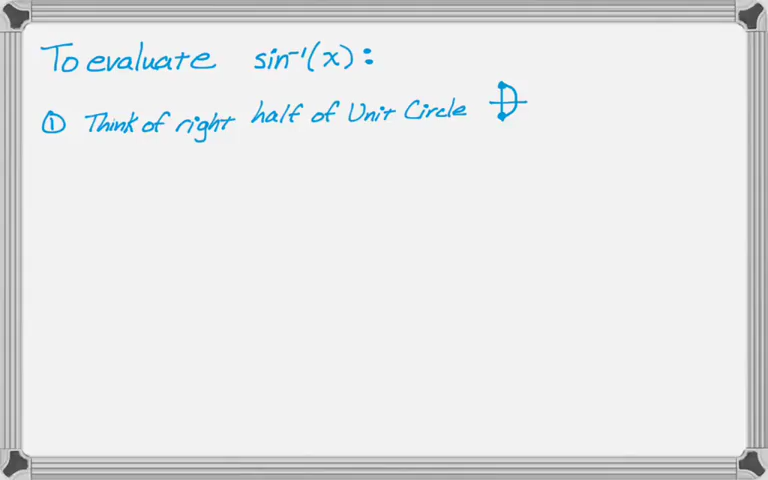 To evaluate sin⁻¹(x):
① Think of right half of Unit Circle